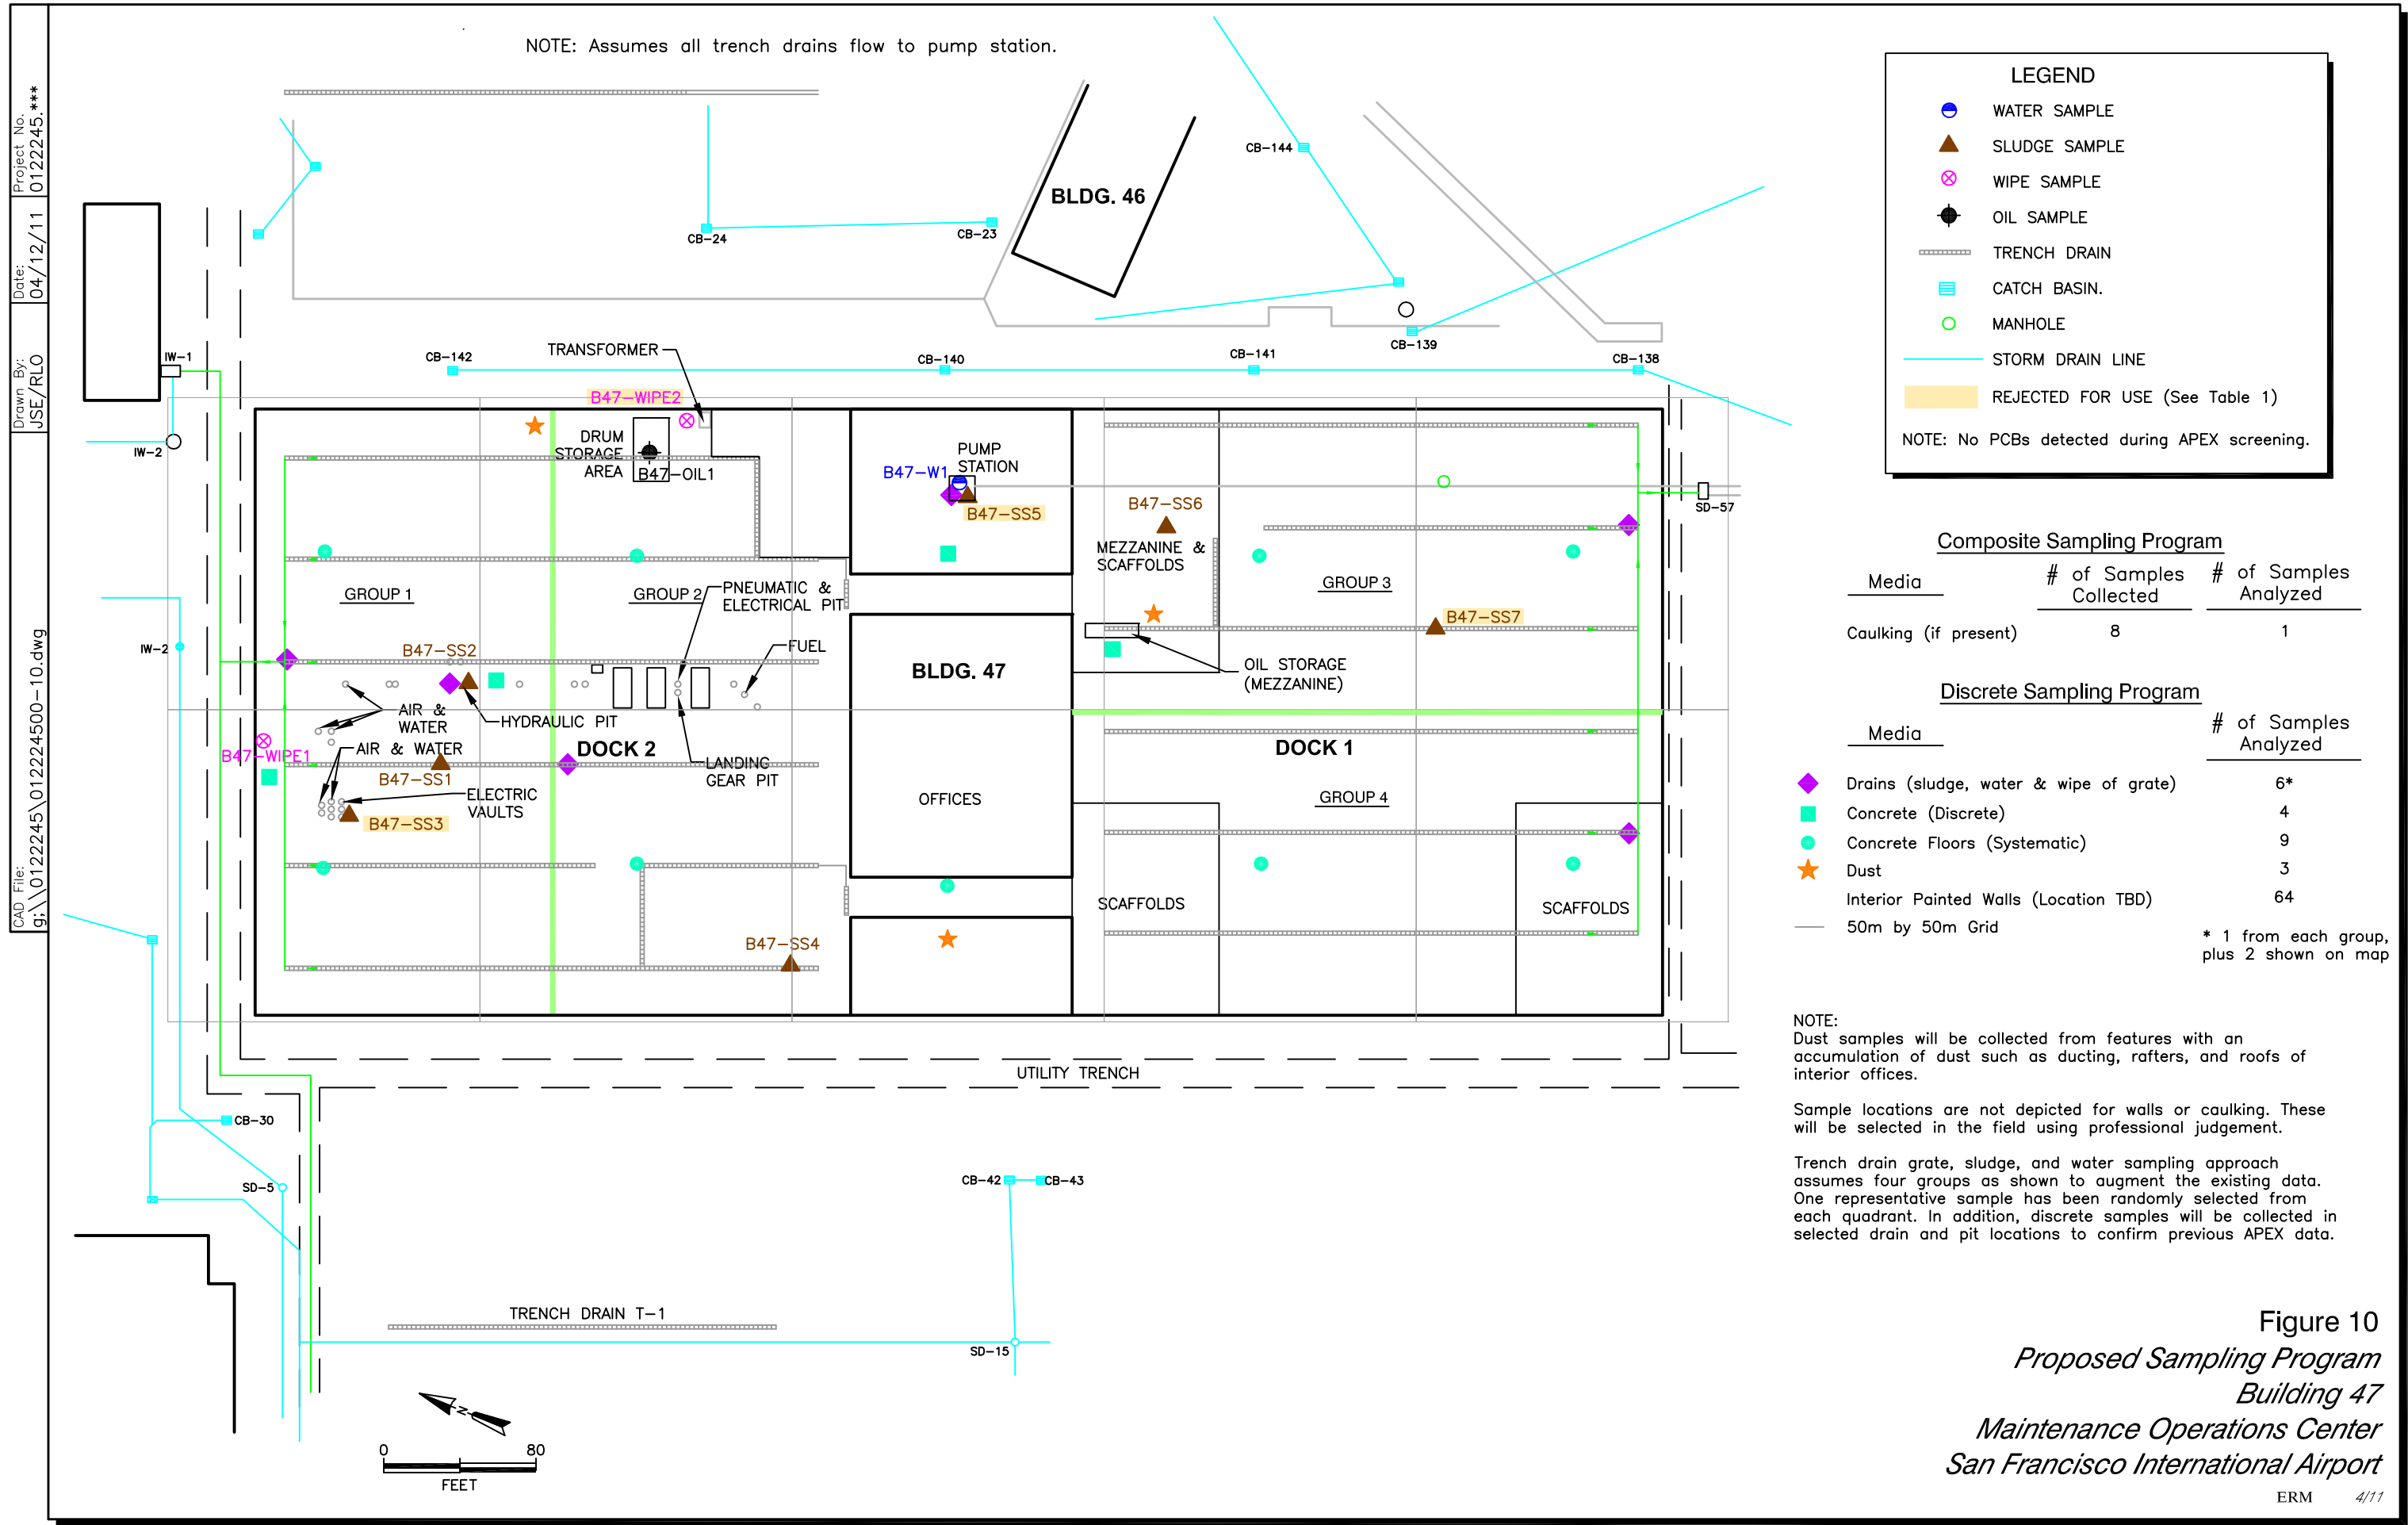 NOTE: Assumes all trench drains flow to pump station.
Project No.
01222245.***
Date:
04/12/11
Drawn By:
JSE/RLO
CAD File:
g:\\01222245\0122224500-10.dwg
LEGEND
WATER SAMPLE
SLUDGE SAMPLE
WIPE SAMPLE
OIL SAMPLE
TRENCH DRAIN
CATCH BASIN.
MANHOLE
STORM DRAIN LINE
REJECTED FOR USE (See Table 1)
NOTE: No PCBs detected during APEX screening.
CB-144
BLDG. 46
CB-24
CB-23
CB-139
IW-1
CB-142
TRANSFORMER
CB-140
CB-141
CB-138
B47-WIPE2
IW-2
DRUM
STORAGE
AREA
B47-OIL1
PUMP
STATION
B47-W1
B47-SS5
B47-SS6
SD-57
MEZZANINE &
SCAFFOLDS
GROUP 1
GROUP 2
PNEUMATIC &
ELECTRICAL PIT
GROUP 3
B47-SS7
IW-2
B47-SS2
FUEL
BLDG. 47
OIL STORAGE
(MEZZANINE)
AIR &
WATER
HYDRAULIC PIT
AIR & WATER
B47-WIPE1
DOCK 2
DOCK 1
B47-SS1
LANDING
GEAR PIT
ELECTRIC
VAULTS
B47-SS3
OFFICES
GROUP 4
SCAFFOLDS
SCAFFOLDS
B47-SS4
UTILITY TRENCH
CB-30
SD-5
CB-42
CB-43
TRENCH DRAIN T-1
SD-15
N
0
80
FEET
Composite Sampling Program
Media
# of Samples
Collected
# of Samples
Analyzed
Caulking (if present) 8 1
Discrete Sampling Program
Media
# of Samples
Analyzed
Drains (sludge, water & wipe of grate) 6*
Concrete (Discrete) 4
Concrete Floors (Systematic) 9
Dust 3
Interior Painted Walls (Location TBD) 64
50m by 50m Grid
* 1 from each group,
plus 2 shown on map
NOTE:
Dust samples will be collected from features with an
accumulation of dust such as ducting, rafters, and roofs of
interior offices.
Sample locations are not depicted for walls or caulking. These
will be selected in the field using professional judgement.
Trench drain grate, sludge, and water sampling approach
assumes four groups as shown to augment the existing data.
One representative sample has been randomly selected from
each quadrant. In addition, discrete samples will be collected in
selected drain and pit locations to confirm previous APEX data.
Figure 10
Proposed Sampling Program
Building 47
Maintenance Operations Center
San Francisco International Airport
ERM 4/11